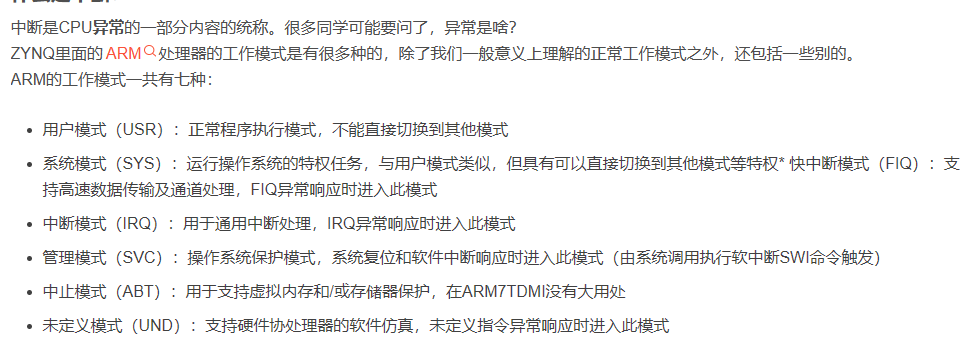 中断是CPU异常的一部分内容的统称。很多同学可能要问了，异常是啥？
ZYNQ里面的ARM处理器的工作模式是有很多种的，除了我们一般意义上理解的正常工作模式之外，还包括一些别的。
ARM的工作模式一共有七种：
用户模式（USR）：正常程序执行模式，不能直接切换到其他模式
系统模式（SYS）：运行操作系统的特权任务，与用户模式类似，但具有可以直接切换到其他模式等特权* 快中断模式（FIQ）：支
持高速数据传输及通道处理，FIQ异常响应时进入此模式
中断模式（IRQ）：用于通用中断处理，IRQ异常响应时进入此模式
管理模式（SVC）：操作系统保护模式，系统复位和软件中断响应时进入此模式（由系统调用执行软中断SWI命令触发）
中止模式（ABT）：用于支持虚拟内存和/或存储器保护，在ARM7TDMI没有大用处
未定义模式（UND）：支持硬件协处理器的软件仿真，未定义指令异常响应时进入此模式